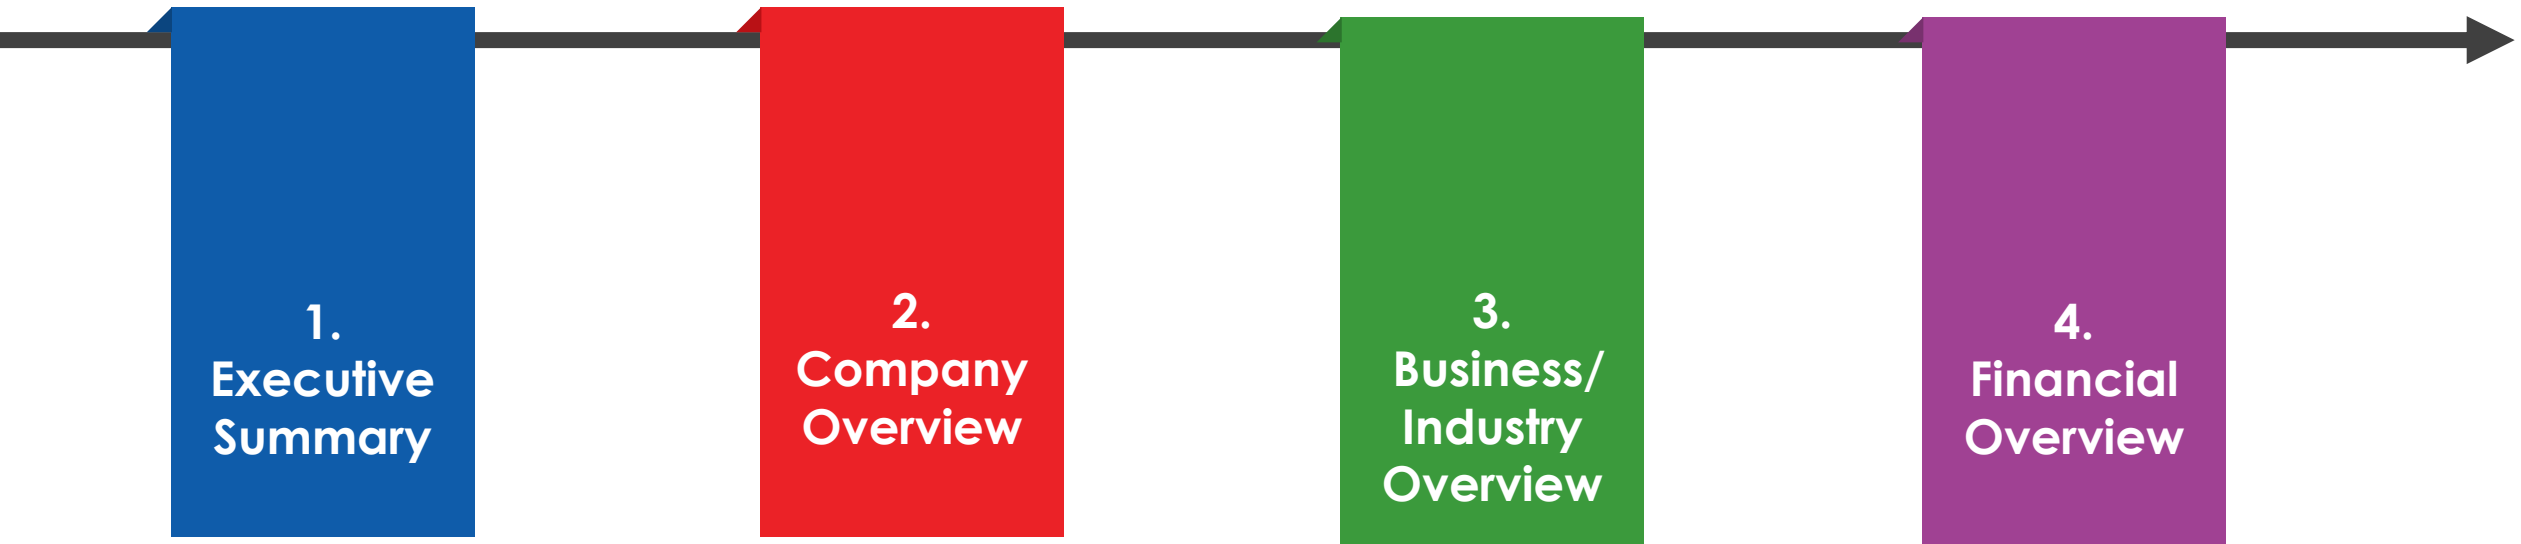 1.
Executive
Summary
2.
Company
Overview
3.
Business/
Industry
Overview
4.
Financial
Overview